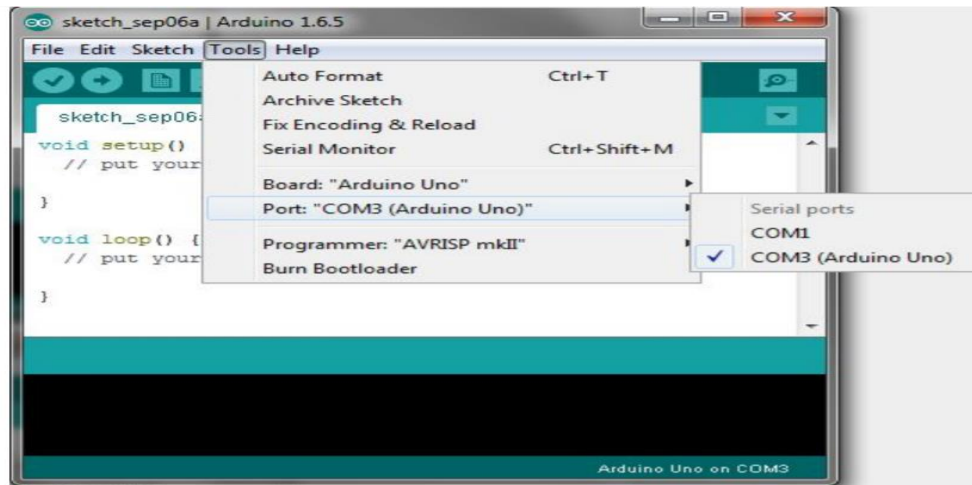 sketch_sep06a | Arduino 1.6.5
File Edit Sketch Tools Help
sketch_sep06a
void setup()
// put your
}
void loop() {
// put your
}
Auto Format Ctrl+T
Archive Sketch
Fix Encoding & Reload
Serial Monitor Ctrl+Shift+M
Board: "Arduino Uno"
Port: "COM3 (Arduino Uno)"
Programmer: "AVRISP mkII"
Burn Bootloader
Serial ports
COM1
COM3 (Arduino Uno)
Arduino Uno on COM3